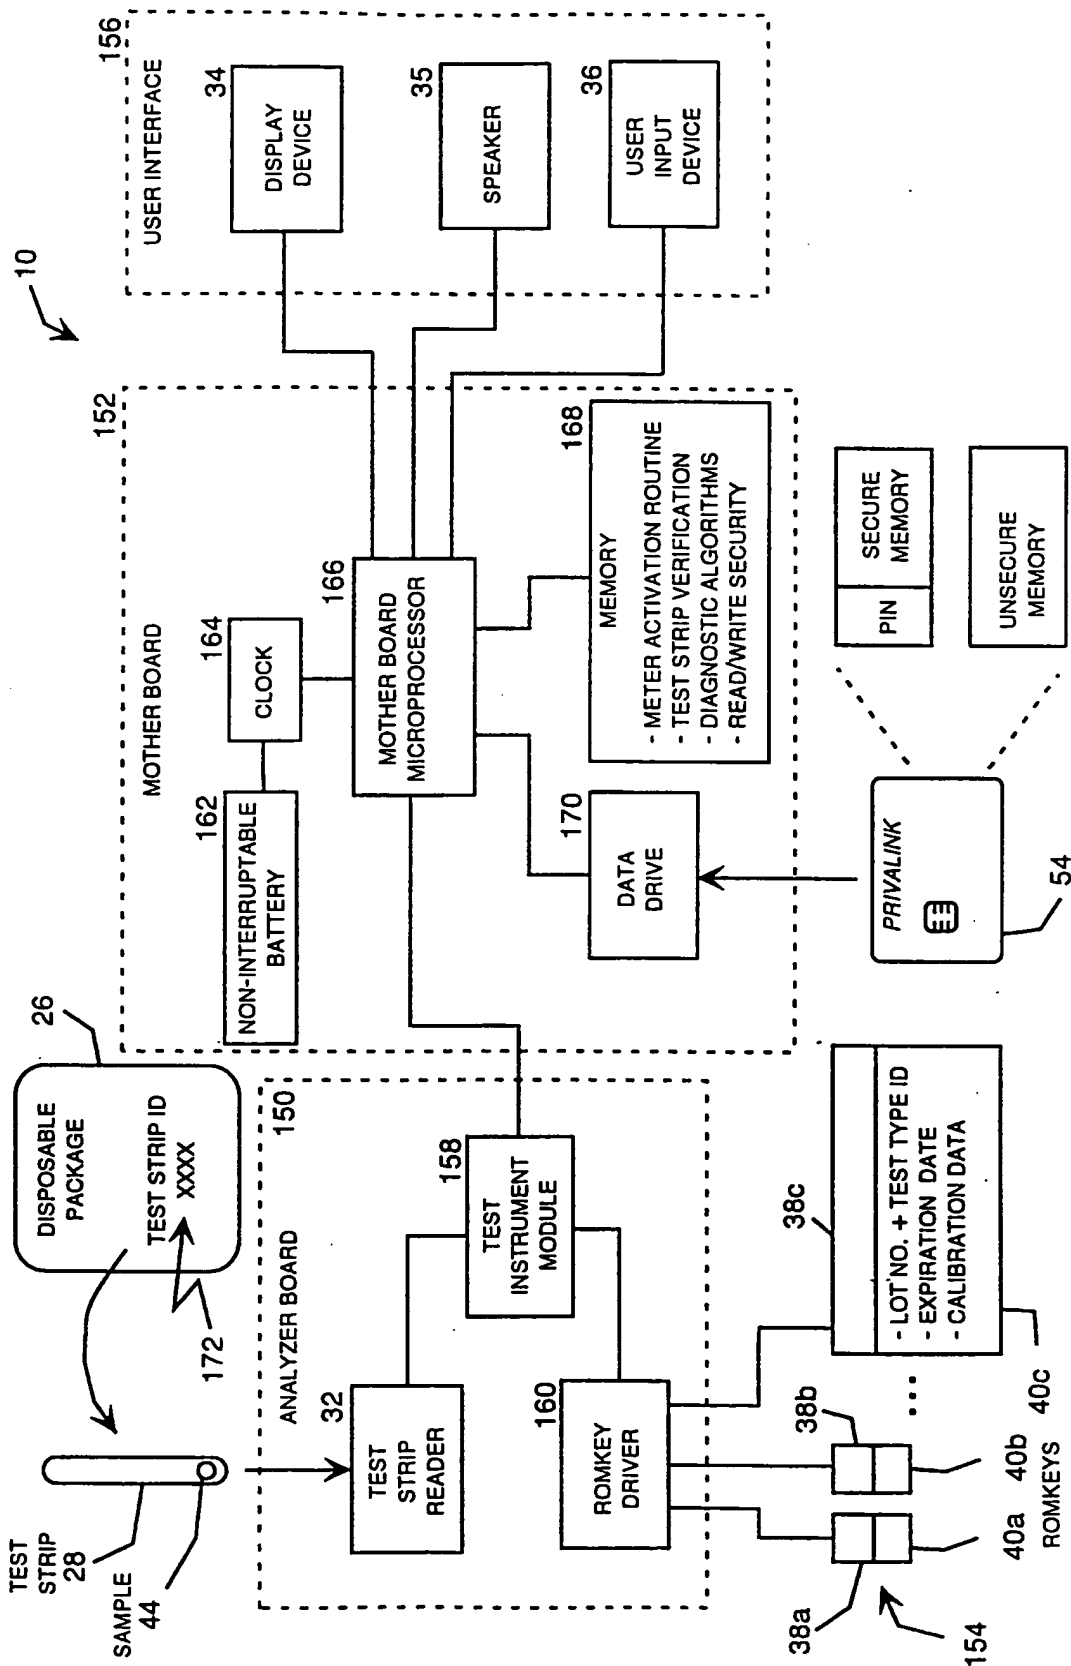 10
TEST
STRIP
28
SAMPLE
44
DISPOSABLE
PACKAGE
TEST STRIP ID
XXXX
26
172
ANALYZER BOARD
150
32
TEST
STRIP
READER
158
TEST
INSTRUMENT
MODULE
160
ROMKEY
DRIVER
38a
38b
38c
- LOT NO. + TEST TYPE ID
- EXPIRATION DATE
- CALIBRATION DATA
...
154
40a
40b
40c
ROMKEYS
MOTHER BOARD
152
162
NON-INTERRUPTABLE
BATTERY
164
CLOCK
166
MOTHER BOARD
MICROPROCESSOR
170
DATA
DRIVE
168
MEMORY
- METER ACTIVATION ROUTINE
- TEST STRIP VERIFICATION
- DIAGNOSTIC ALGORITHMS
- READ/WRITE SECURITY
PRIVALINK
54
PIN
SECURE
MEMORY
UNSECURE
MEMORY
USER INTERFACE
156
34
DISPLAY
DEVICE
35
SPEAKER
36
USER
INPUT
DEVICE